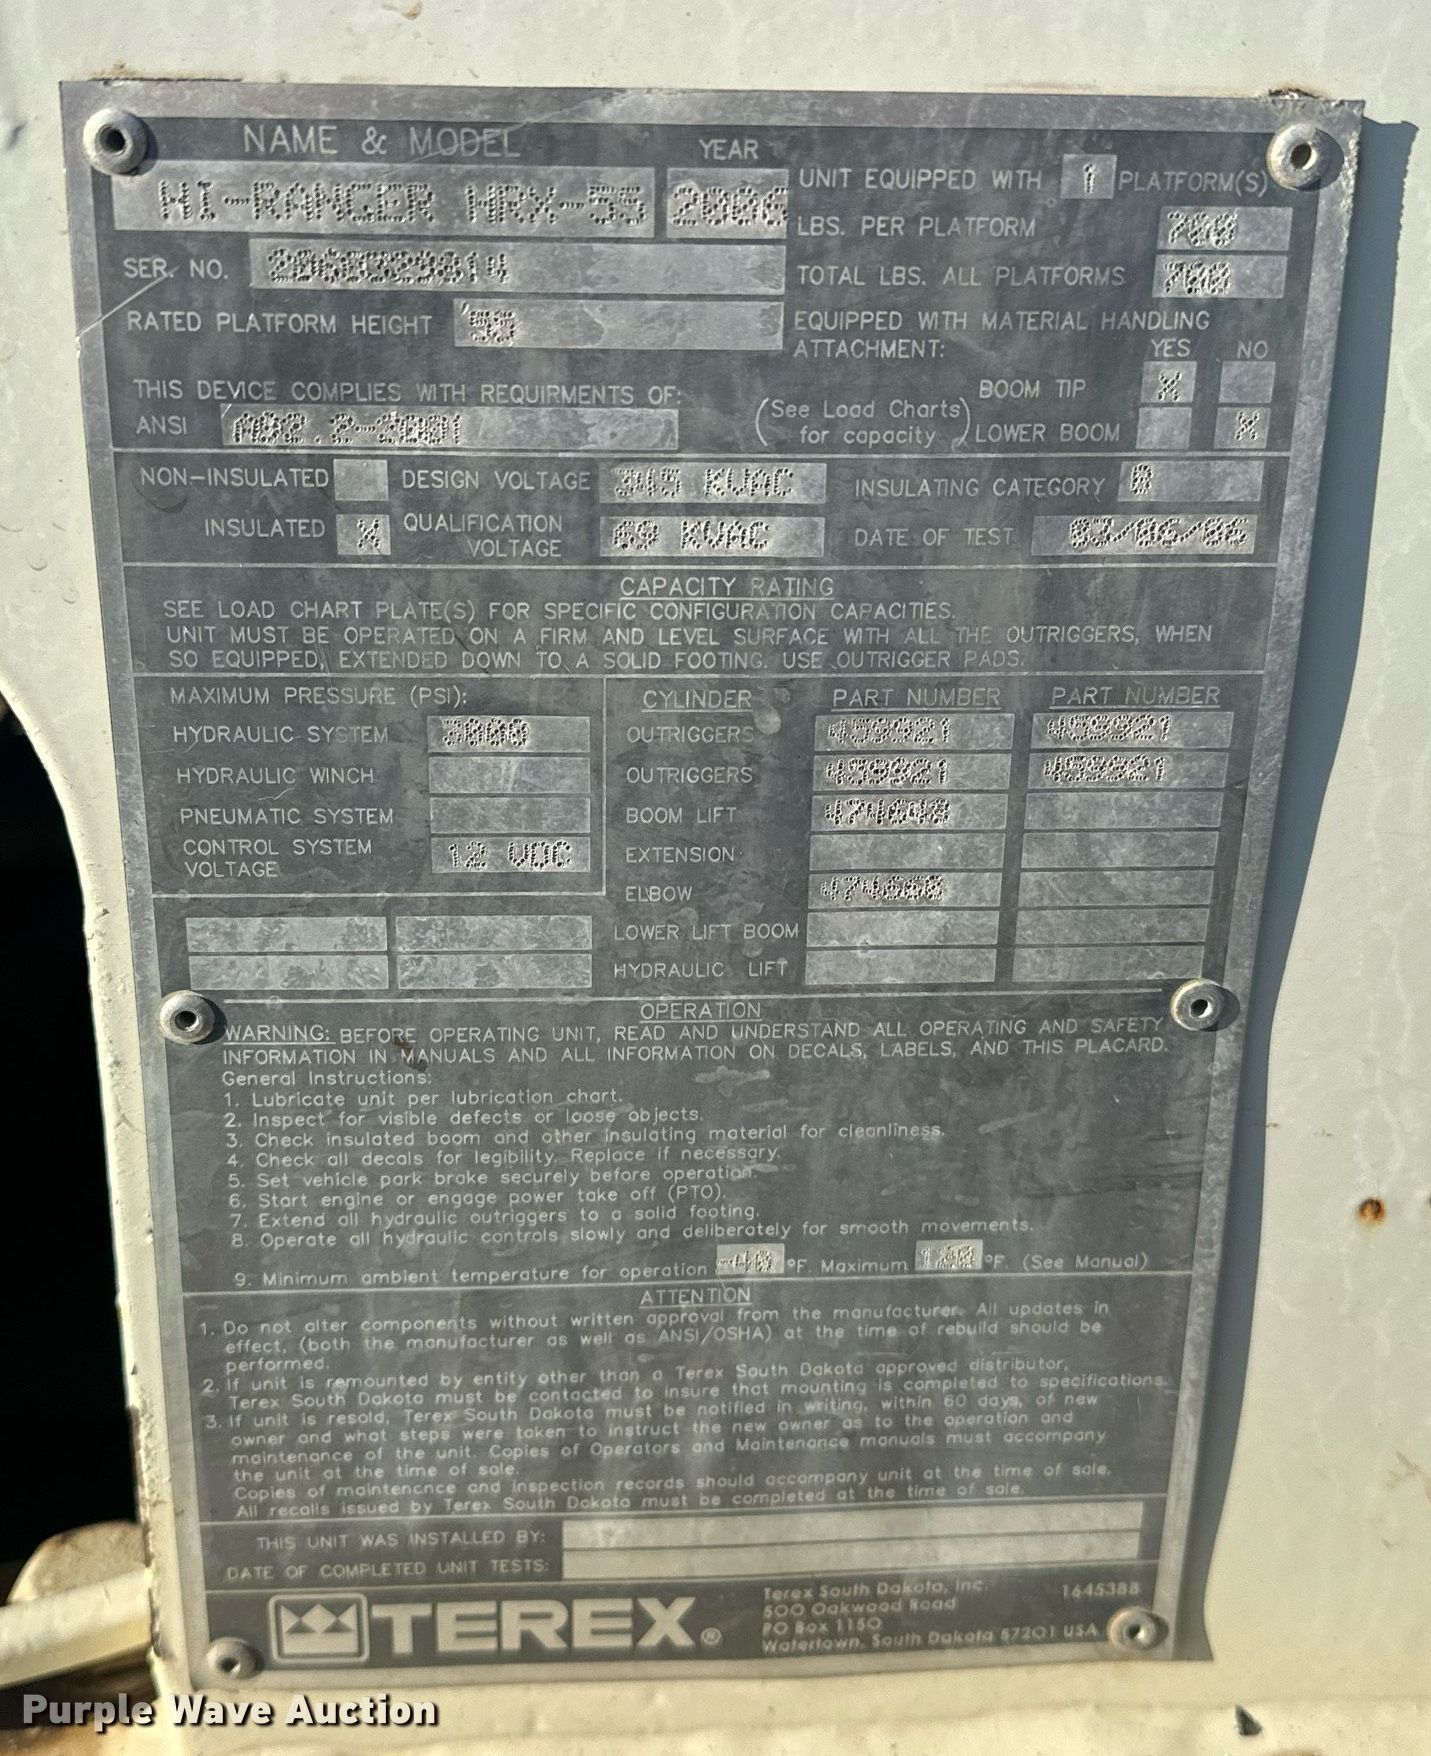 NAME & MODEL YEAR
HI-RANGER HRX-55 2006
UNIT EQUIPPED WITH 1 PLATFORM(S)
LBS. PER PLATFORM 700
SER. NO. 2060329814
TOTAL LBS. ALL PLATFORMS 700
RATED PLATFORM HEIGHT 55
EQUIPPED WITH MATERIAL HANDLING
ATTACHMENT: YES NO
THIS DEVICE COMPLIES WITH REQUIRMENTS OF:
ANSI A92.2-2001
BOOM TIP X
(See Load Charts
for capacity) LOWER BOOM X
NON-INSULATED DESIGN VOLTAGE KVAC INSULATING CATEGORY B
INSULATED X QUALIFICATION
VOLTAGE 69 KVAC DATE OF TEST 03/06/06
CAPACITY RATING
SEE LOAD CHART PLATE(S) FOR SPECIFIC CONFIGURATION CAPACITIES.
UNIT MUST BE OPERATED ON A FIRM AND LEVEL SURFACE WITH ALL THE OUTRIGGERS, WHEN
SO EQUIPPED, EXTENDED DOWN TO A SOLID FOOTING. USE OUTRIGGER PADS.
MAXIMUM PRESSURE (PSI):
HYDRAULIC SYSTEM 3000
HYDRAULIC WINCH
PNEUMATIC SYSTEM
CONTROL SYSTEM
VOLTAGE 12 VDC
CYLINDER PART NUMBER PART NUMBER
OUTRIGGERS 459921 459921
OUTRIGGERS 459921 459921
BOOM LIFT 474648
EXTENSION
ELBOW 474668
LOWER LIFT BOOM
HYDRAULIC LIFT
OPERATION
WARNING: BEFORE OPERATING UNIT, READ AND UNDERSTAND ALL OPERATING AND SAFETY
INFORMATION IN MANUALS AND ALL INFORMATION ON DECALS, LABELS, AND THIS PLACARD.
General Instructions:
1. Lubricate unit per lubrication chart.
2. Inspect for visible defects or loose objects.
3. Check insulated boom and other insulating material for cleanliness.
4. Check all decals for legibility. Replace if necessary.
5. Set vehicle park brake securely before operation.
6. Start engine or engage power take off (PTO).
7. Extend all hydraulic outriggers to a solid footing.
8. Operate all hydraulic controls slowly and deliberately for smooth movements.
9. Minimum ambient temperature for operation -40 °F. Maximum 120 °F. (See Manual)
ATTENTION
1. Do not alter components without written approval from the manufacturer. All updates in
effect, (both the manufacturer as well as ANSI/OSHA) at the time of rebuild should be
performed.
2. If unit is remounted by entity other than a Terex South Dakota approved distributor,
Terex South Dakota must be contacted to insure that mounting is completed to specifications.
3. If unit is resold, Terex South Dakota must be notified in writing, within 60 days, of new
owner and what steps were taken to instruct the new owner as to the operation and
maintenance of the unit. Copies of Operators and Maintenance manuals must accompany
the unit at the time of sale.
Copies of maintenance and inspection records should accompany unit at the time of sale.
All recalls issued by Terex South Dakota must be completed at the time of sale.
THIS UNIT WAS INSTALLED BY:
DATE OF COMPLETED UNIT TESTS:
TEREX®
Terex South Dakota, Inc. 164538B
500 Oakwood Road
PO Box 1150
Watertown, South Dakota 57201 USA
Purple Wave Auction